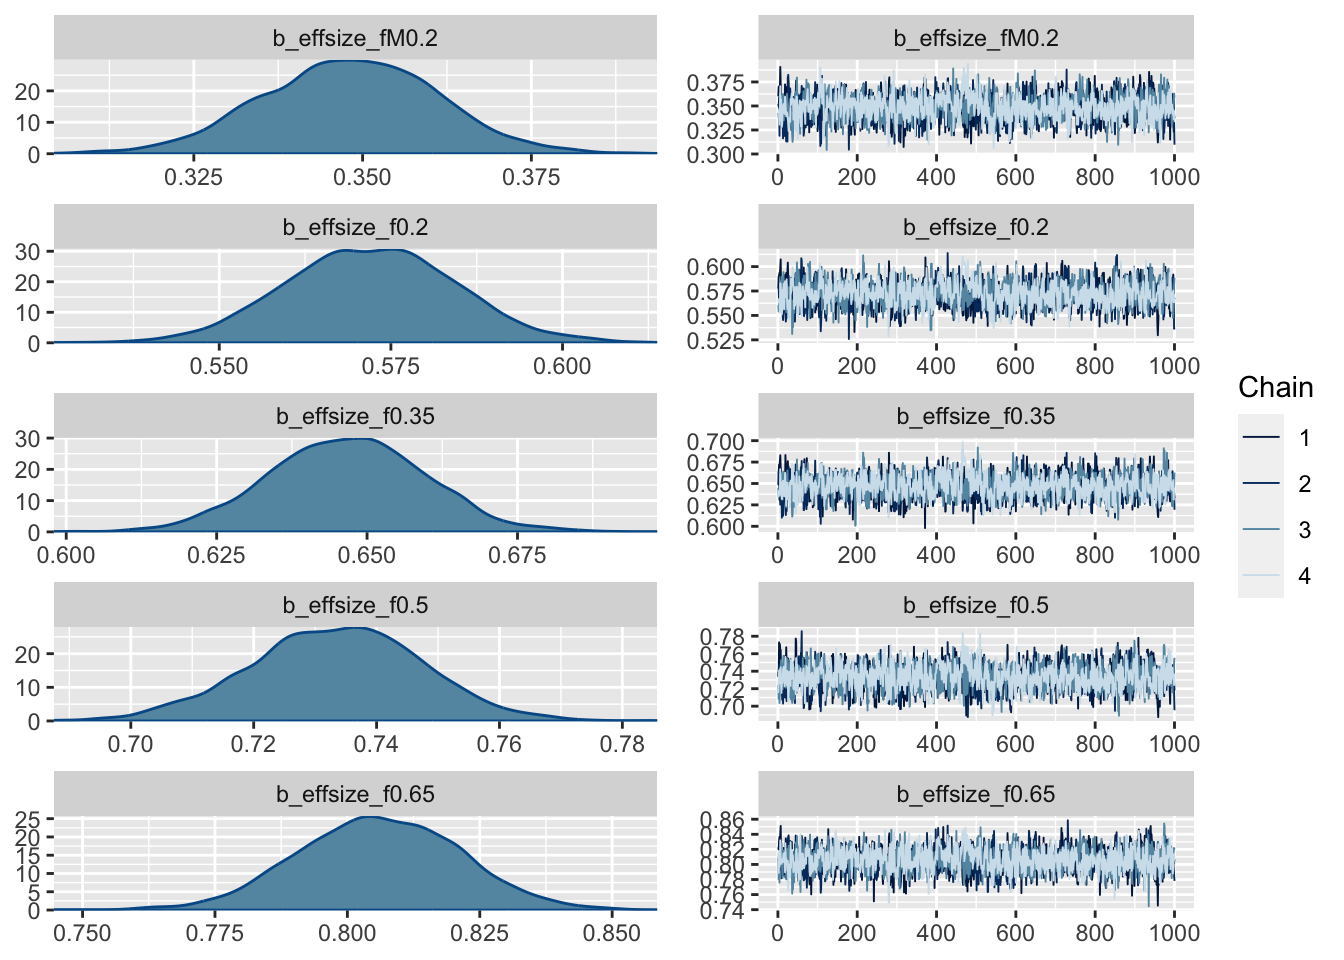 b_effsize_fM0.2
20
10
0
0.325 0.350 0.375
b_effsize_fM0.2
0.375
0.350
0.325
0.300
0 200 400 600 800 1000
b_effsize_f0.2
30
20
10
0
0.550 0.575 0.600
b_effsize_f0.2
0.600
0.575
0.550
0.525
0 200 400 600 800 1000
b_effsize_f0.35
30
20
10
0
0.600 0.625 0.650 0.675
b_effsize_f0.35
0.700
0.675
0.650
0.625
0.600
0 200 400 600 800 1000
b_effsize_f0.5
20
10
0
0.70 0.72 0.74 0.76 0.78
b_effsize_f0.5
0.78
0.76
0.74
0.72
0.70
0 200 400 600 800 1000
b_effsize_f0.65
25
20
15
10
5
0
0.750 0.775 0.800 0.825 0.850
b_effsize_f0.65
0.86
0.84
0.82
0.80
0.78
0.76
0.74
0 200 400 600 800 1000
Chain
1
2
3
4